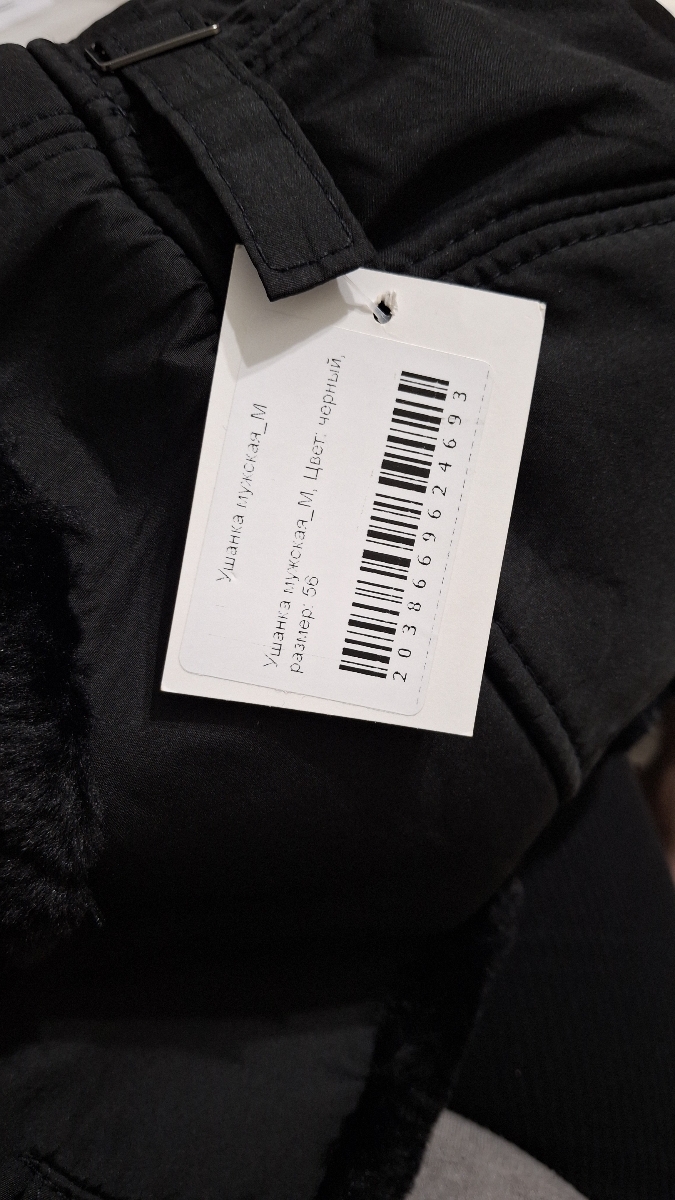 Ушанка мужская_М
Ушанка мужская_М, Цвет: черный,
размер: 56
2038669624693